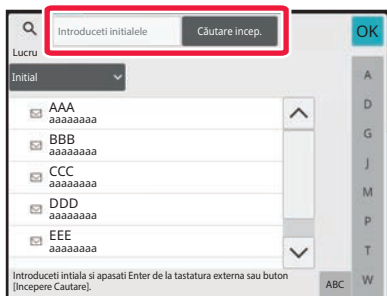 Introduceti initialele
Căutare incep.
OK
Lucru
Initial
A
D
G
J
M
P
T
W
AAA
aaaaaaaa
BBB
aaaaaaaa
CCC
aaaaaaaa
DDD
aaaaaaaa
EEE
aaaaaaaa
Introduceti intiala si apasati Enter de la tastatura externa sau buton
[Incepere Cautare].
ABC